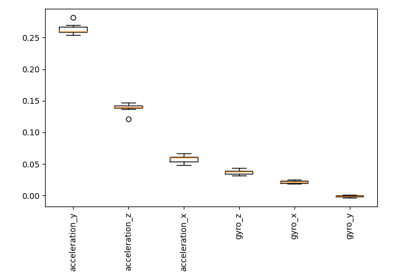 0.25
0.20
0.15
0.10
0.05
0.00
acceleration_y
acceleration_z
acceleration_x
gyro_z
gyro_x
gyro_y